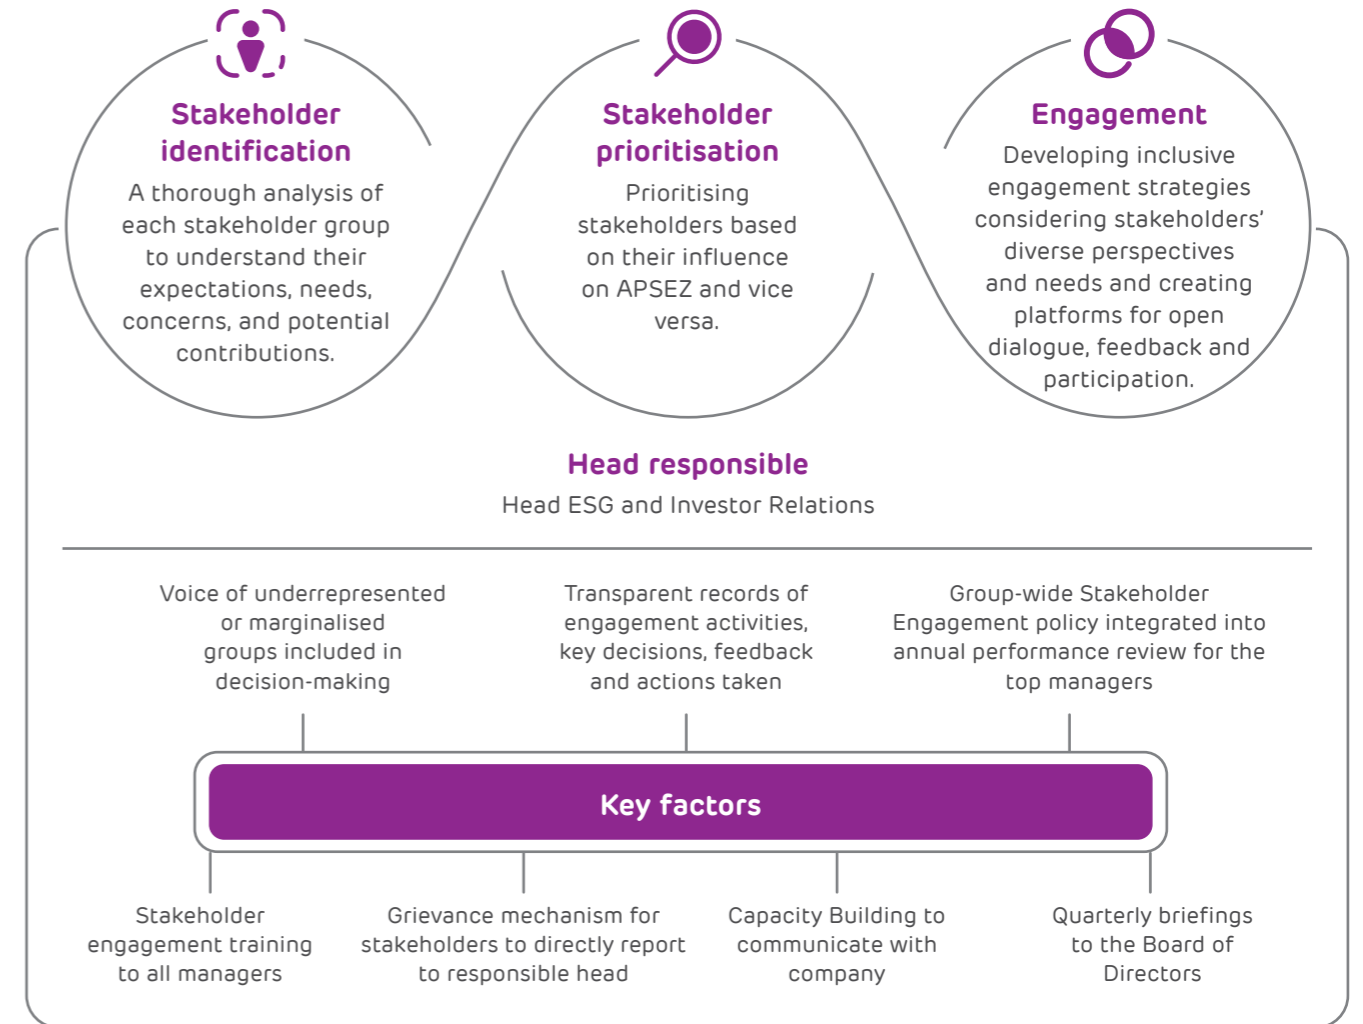 Stakeholder
identification
A thorough analysis of
each stakeholder group
to understand their
expectations, needs,
concerns, and potential
contributions.
Stakeholder
prioritisation
Prioritising
stakeholders based
on their influence
on APSEZ and vice
versa.
Engagement
Developing inclusive
engagement strategies
considering stakeholders’
diverse perspectives
and needs and creating
platforms for open
dialogue, feedback and
participation.
Head responsible
Head ESG and Investor Relations
Voice of underrepresented
or marginalised
groups included in
decision-making
Transparent records of
engagement activities,
key decisions, feedback
and actions taken
Group-wide Stakeholder
Engagement policy integrated into
annual performance review for the
top managers
Key factors
Stakeholder
engagement training
to all managers
Grievance mechanism for
stakeholders to directly report
to responsible head
Capacity Building to
communicate with
company
Quarterly briefings
to the Board of
Directors